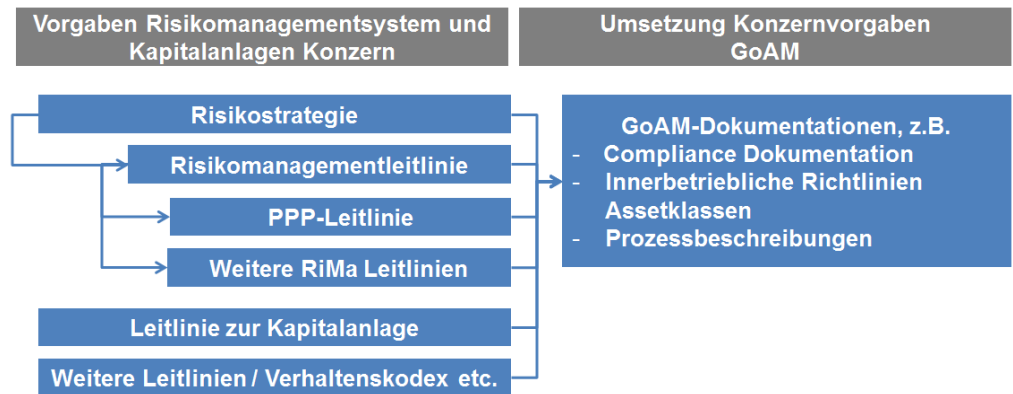 Vorgaben Risikomanagementsystem und
Kapitalanlagen Konzern
Umsetzung Konzernvorgaben
GoAM
Risikostrategie
Risikomanagementleitlinie
PPP-Leitlinie
Weitere RiMa Leitlinien
Leitlinie zur Kapitalanlage
Weitere Leitlinien / Verhaltenskodex etc.
GoAM-Dokumentationen, z.B.
- Compliance Dokumentation
- Innerbetriebliche Richtlinien
Assetklassen
- Prozessbeschreibungen